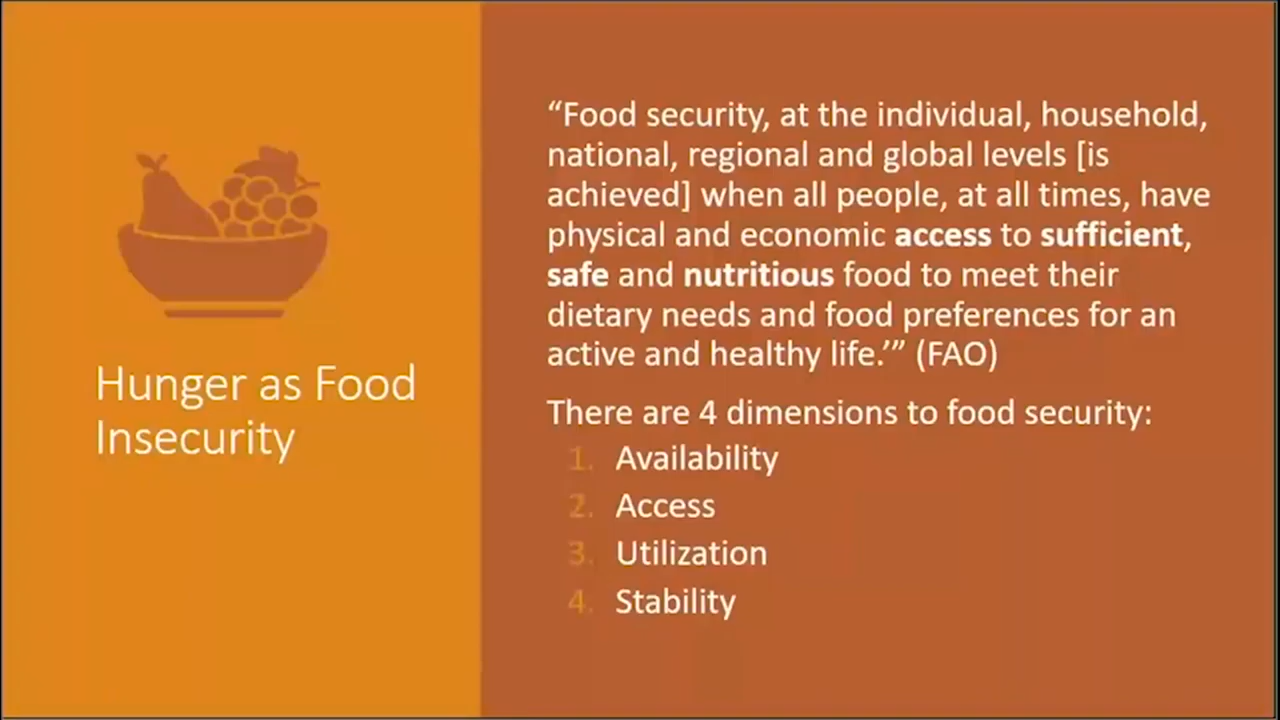 Hunger as Food
Insecurity
“Food security, at the individual, household,
national, regional and global levels [is
achieved] when all people, at all times, have
physical and economic access to sufficient,
safe and nutritious food to meet their
dietary needs and food preferences for an
active and healthy life.’” (FAO)
There are 4 dimensions to food security:
1. Availability
2. Access
3. Utilization
4. Stability